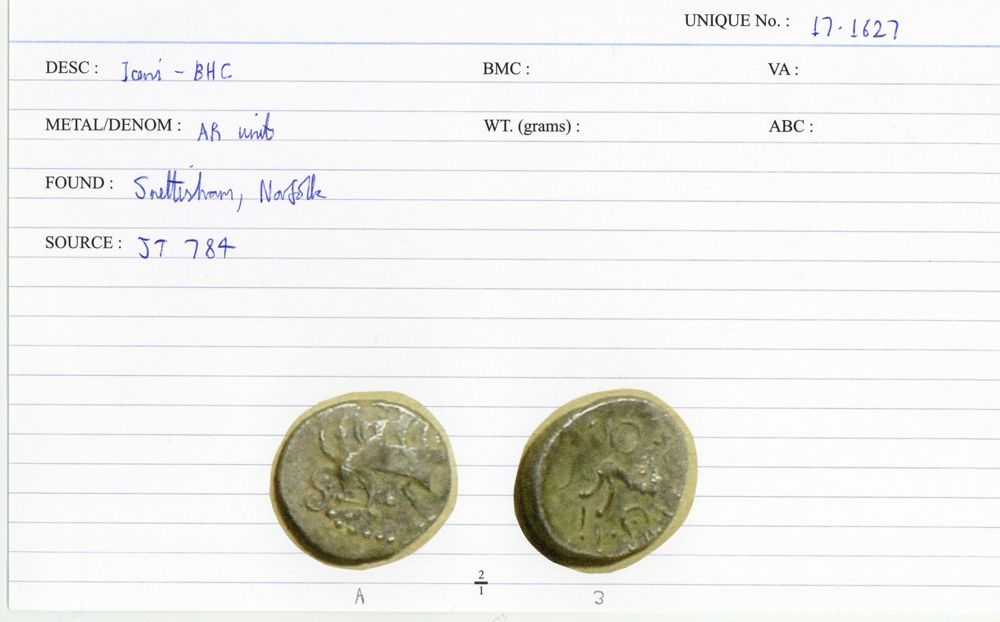 UNIQUE No. : 17.1627
DESC : Iceni - BHC BMC : VA :
METAL/DENOM : AR unit WT. (grams) : ABC :
FOUND : Snettisham, Norfolk
SOURCE : JT 784
2
1
A 3